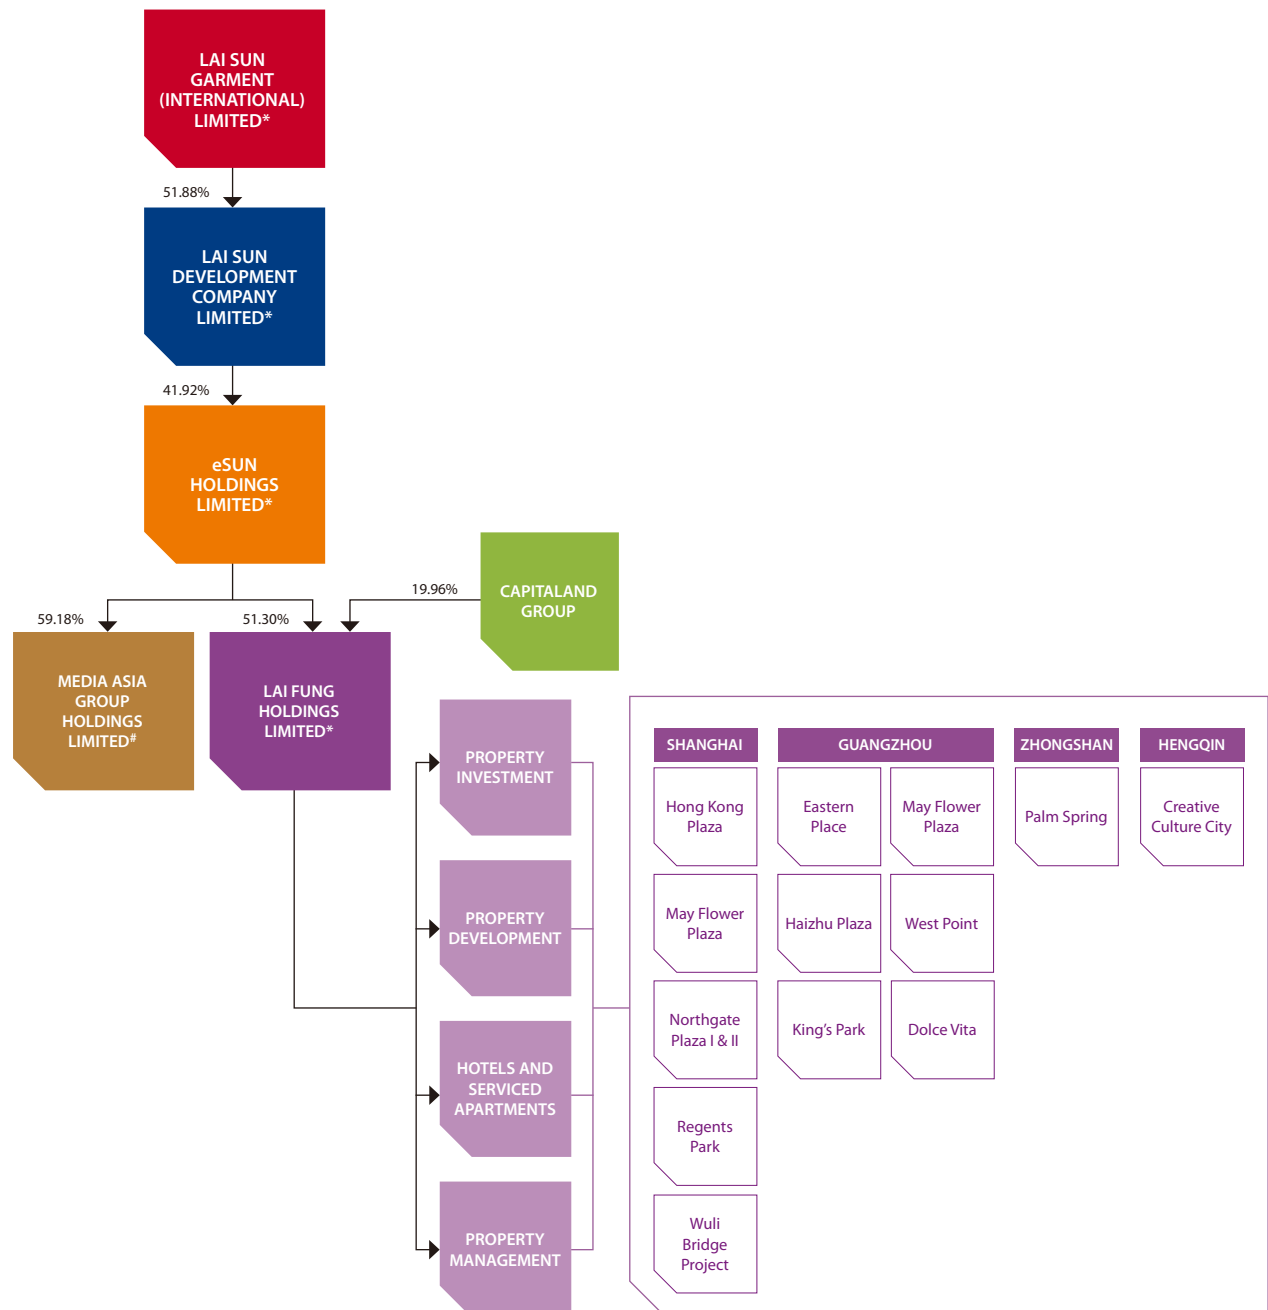 LAI SUN
GARMENT
(INTERNATIONAL)
LIMITED*
51.88%
LAI SUN
DEVELOPMENT
COMPANY
LIMITED*
41.92%
eSUN
HOLDINGS
LIMITED*
19.96%
CAPITALAND
GROUP
59.18%
51.30%
MEDIA ASIA
GROUP
HOLDINGS
LIMITED#
LAI FUNG
HOLDINGS
LIMITED*
PROPERTY
INVESTMENT
PROPERTY
DEVELOPMENT
HOTELS AND
SERVICED
APARTMENTS
PROPERTY
MANAGEMENT
SHANGHAI
Hong Kong
Plaza
May Flower
Plaza
Northgate
Plaza I & II
Regents
Park
Wuli
Bridge
Project
GUANGZHOU
Eastern
Place
May Flower
Plaza
Haizhu Plaza
West Point
King’s Park
Dolce Vita
ZHONGSHAN
Palm Spring
HENGQIN
Creative
Culture City